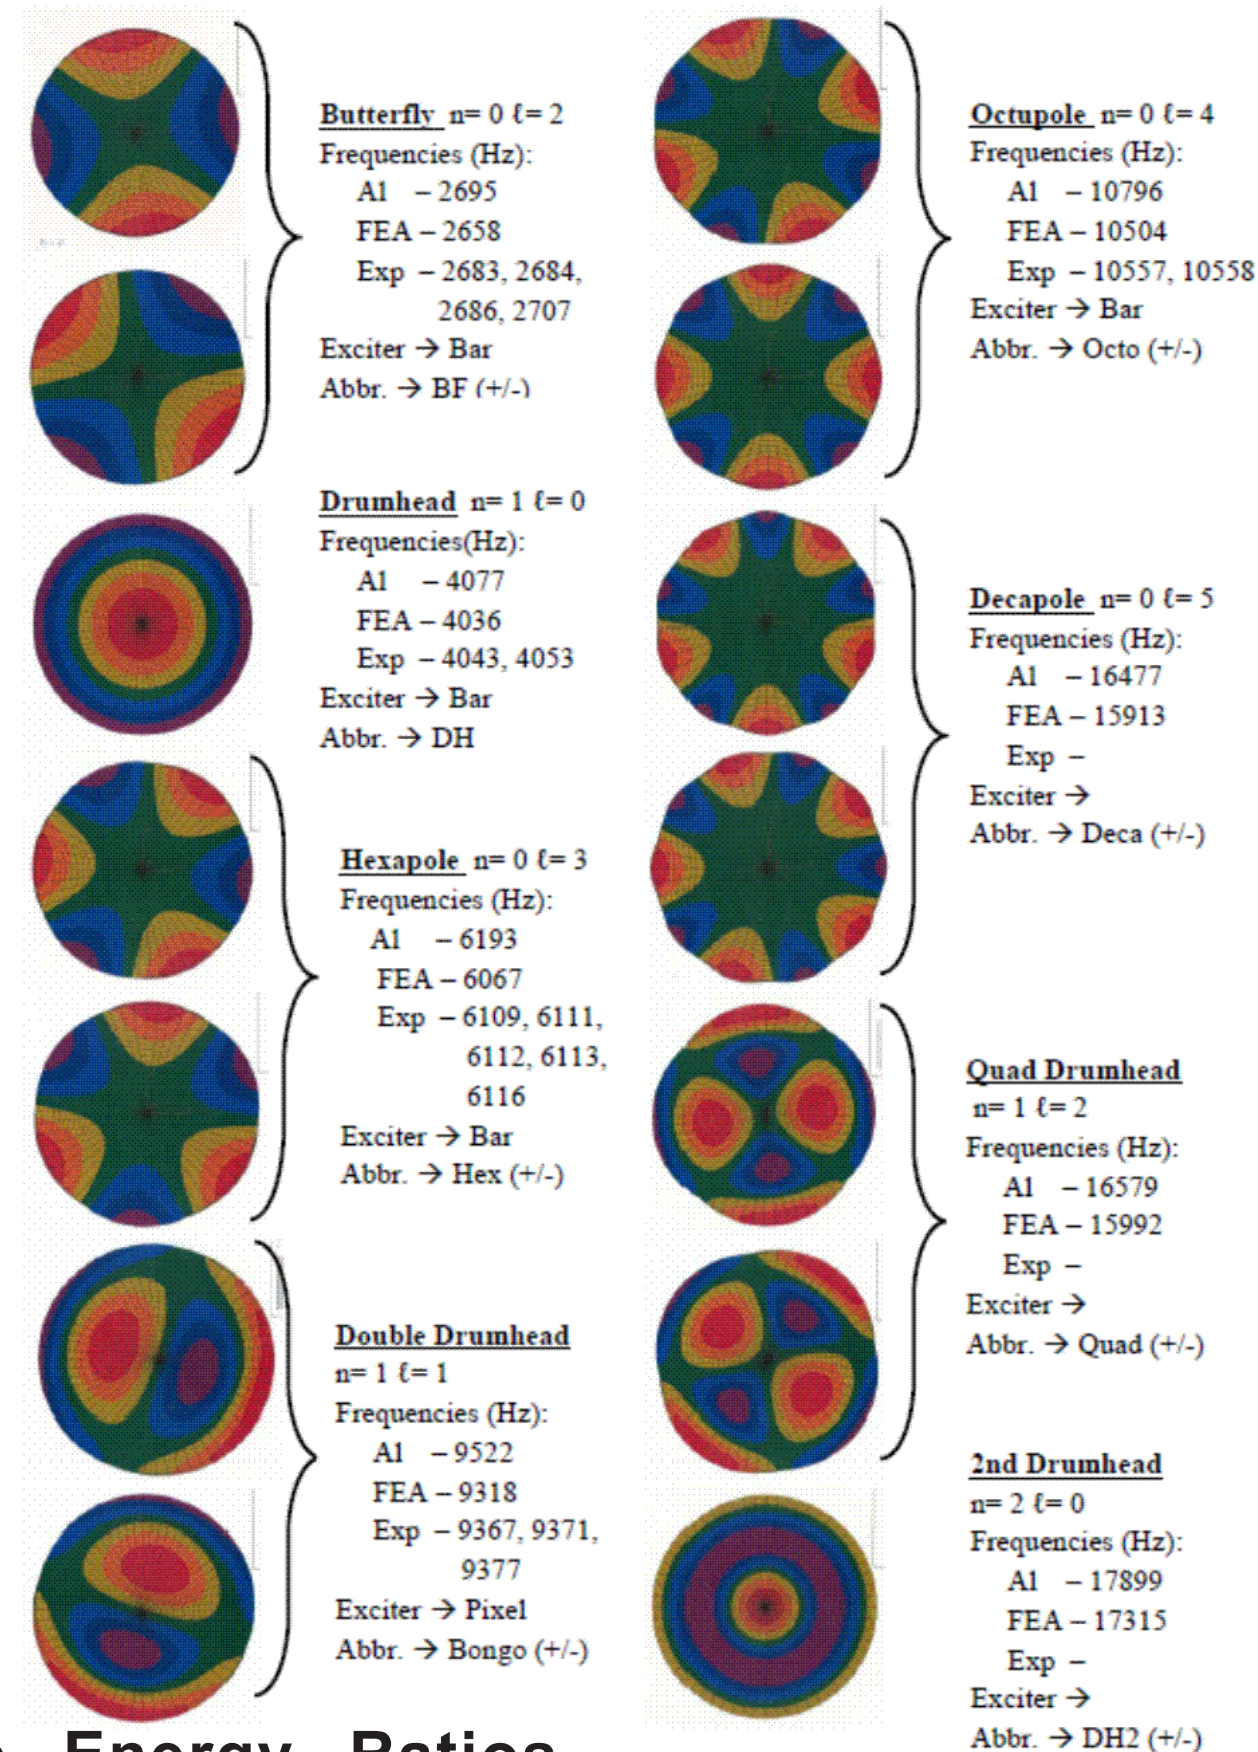 Butterfly n= 0 ℓ= 2
Frequencies (Hz):
Al – 2695
FEA – 2658
Exp – 2683, 2684,
2686, 2707
Exciter → Bar
Abbr. → BF (+/-)
Drumhead n= 1 ℓ= 0
Frequencies(Hz):
Al – 4077
FEA – 4036
Exp – 4043, 4053
Exciter → Bar
Abbr. → DH
Hexapole n= 0 ℓ= 3
Frequencies (Hz):
Al – 6193
FEA – 6067
Exp – 6109, 6111,
6112, 6113,
6116
Exciter → Bar
Abbr. → Hex (+/-)
Double Drumhead
n= 1 ℓ= 1
Frequencies (Hz):
Al – 9522
FEA – 9318
Exp – 9367, 9371,
9377
Exciter → Pixel
Abbr. → Bongo (+/-)
Octupole n= 0 ℓ= 4
Frequencies (Hz):
Al – 10796
FEA – 10504
Exp – 10557, 10558
Exciter → Bar
Abbr. → Octo (+/-)
Decapole n= 0 ℓ= 5
Frequencies (Hz):
Al – 16477
FEA – 15913
Exp –
Exciter →
Abbr. → Deca (+/-)
Quad Drumhead
n= 1 ℓ= 2
Frequencies (Hz):
Al – 16579
FEA – 15992
Exp –
Exciter →
Abbr. → Quad (+/-)
2nd Drumhead
n= 2 ℓ= 0
Frequencies (Hz):
Al – 17899
FEA – 17315
Exp –
Exciter →
Abbr. → DH2 (+/-)
Energy Ratios